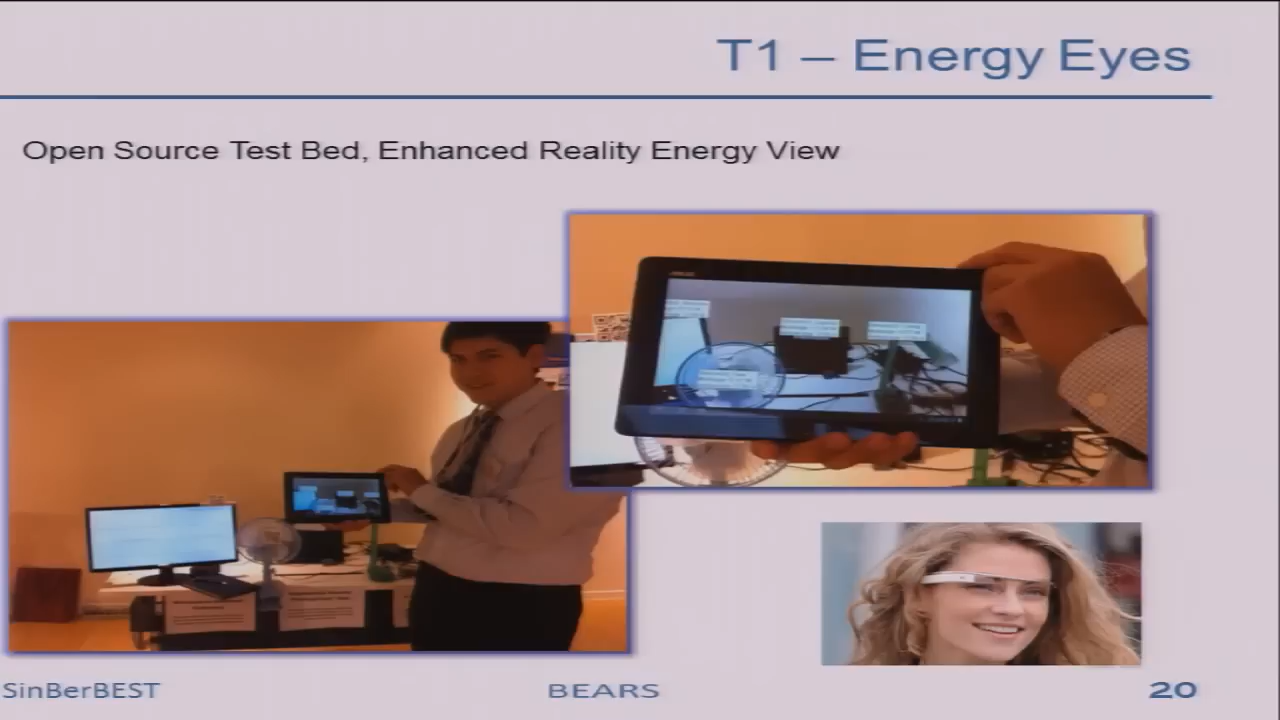 T1 – Energy Eyes
Open Source Test Bed, Enhanced Reality Energy View
SinBerBEST
BEARS
20